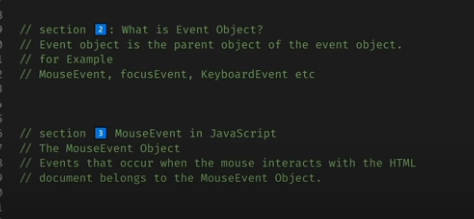 // section 2️⃣: What is Event Object?
// Event object is the parent object of the event object.
// for Example
// MouseEvent, focusEvent, KeyboardEvent etc
// section 3️⃣ MouseEvent in JavaScript
// The MouseEvent Object
// Events that occur when the mouse interacts with the HTML
// document belongs to the MouseEvent Object.